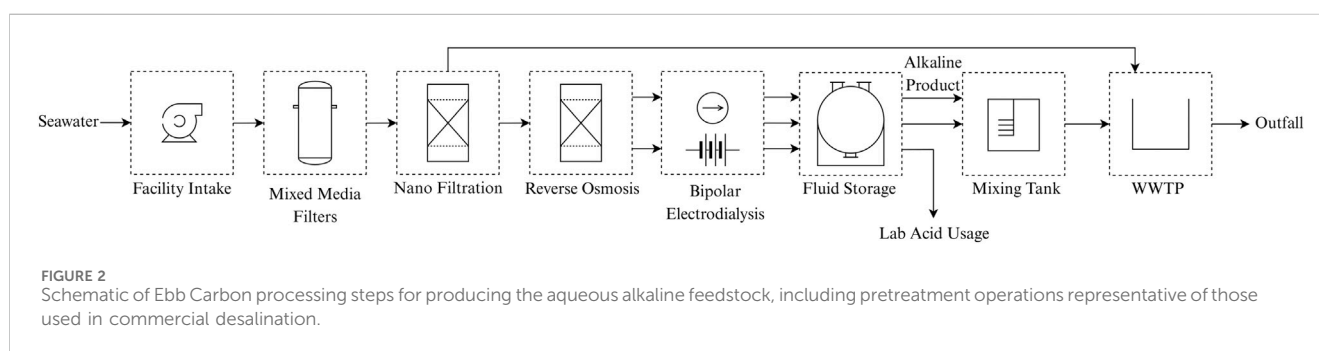 Alkaline
Product
Seawater
Outfall
Facility Intake
Mixed Media
Filters
Nano Filtration
Reverse Osmosis
Bipolar
Electrodialysis
Fluid Storage
Mixing Tank
WWTP
Lab Acid Usage
FIGURE 2
Schematic of Ebb Carbon processing steps for producing the aqueous alkaline feedstock, including pretreatment operations representative of those
used in commercial desalination.